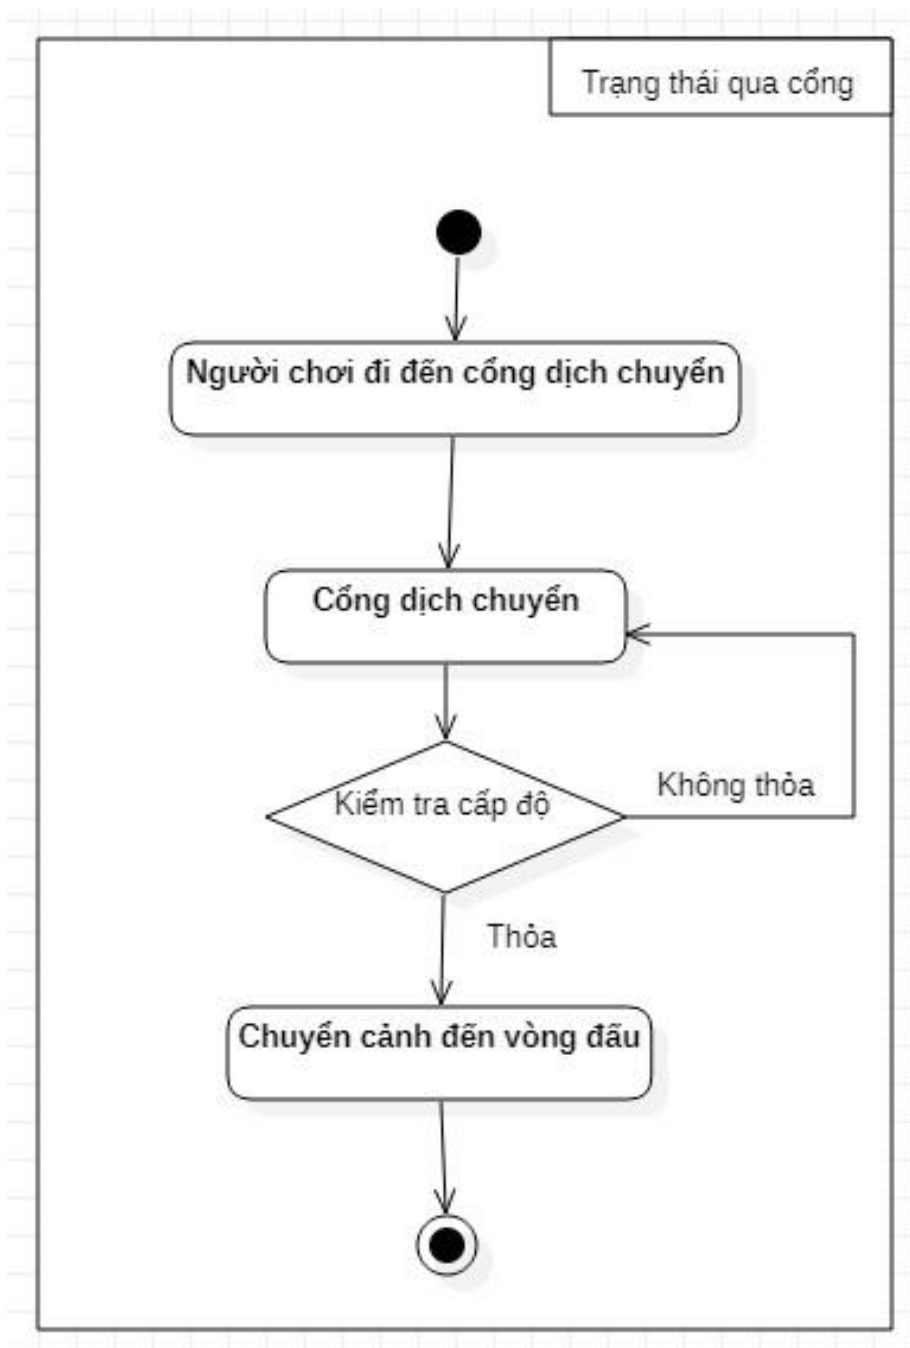 Trạng thái qua cổng
Người chơi đi đến cổng dịch chuyển
Cổng dịch chuyển
Kiểm tra cấp độ
Không thỏa
Thỏa
Chuyển cảnh đến vòng đấu